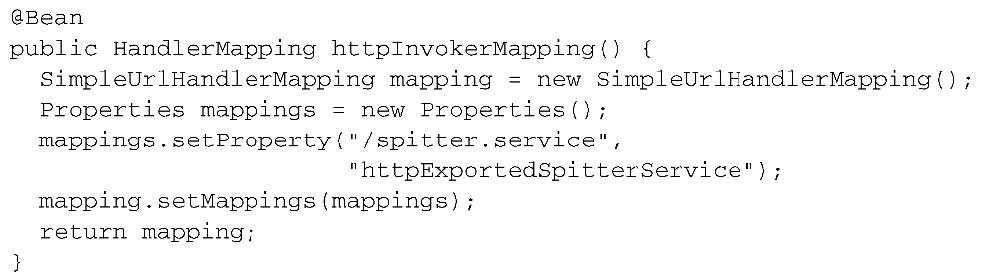 @Bean
public HandlerMapping httpInvokerMapping() {
  SimpleUrlHandlerMapping mapping = new SimpleUrlHandlerMapping();
  Properties mappings = new Properties();
  mappings.setProperty("/spitter.service",
                       "httpExportedSpitterService");
  mapping.setMappings(mappings);
  return mapping;
}